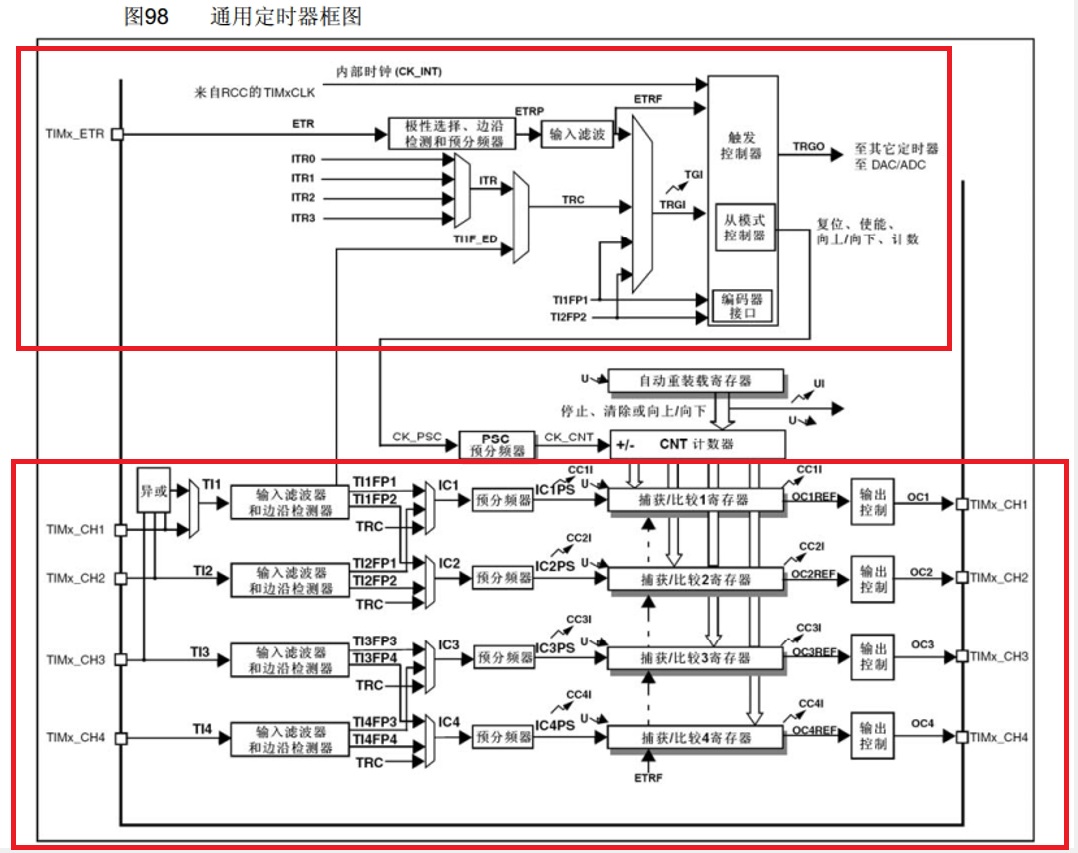 图98 通用定时器框图
内部时钟 (CK_INT)
来自RCC的TIMxCLK
ETRF
ETRP
TIMx_ETR
ETR
极性选择、边沿
检测和预分频器
输入滤波
触发
控制器
TRGO
至其它定时器
至 DAC/ADC
ITR0
ITR1
ITR2
ITR3
ITR
TRC
TGI
TRGI
从模式
控制器
复位、使能、
向上/向下、计数
TI1F_ED
TI1FP1
TI2FP2
编码器
接口
U
自动重装载寄存器
UI
停止、清除或向上/向下
U
CK_PSC
PSC
预分频器
CK_CNT
+/-
CNT 计数器
异或
TI1
TIMx_CH1
输入滤波器
和边沿检测器
TI1FP1
TI1FP2
TRC
IC1
预分频器
CC1I
IC1PS
U
捕获/比较1寄存器
CC1I
OC1REF
输出
控制
OC1
TIMx_CH1
TIMx_CH2
TI2
输入滤波器
和边沿检测器
TI2FP1
TI2FP2
TRC
IC2
预分频器
CC2I
IC2PS
U
捕获/比较2寄存器
CC2I
OC2REF
输出
控制
OC2
TIMx_CH2
TIMx_CH3
TI3
输入滤波器
和边沿检测器
TI3FP3
TI3FP4
TRC
IC3
预分频器
CC3I
IC3PS
U
捕获/比较3寄存器
CC3I
OC3REF
输出
控制
OC3
TIMx_CH3
TIMx_CH4
TI4
输入滤波器
和边沿检测器
TI4FP3
TI4FP4
TRC
IC4
预分频器
CC4I
IC4PS
U
捕获/比较4寄存器
CC4I
OC4REF
输出
控制
OC4
TIMx_CH4
ETRF